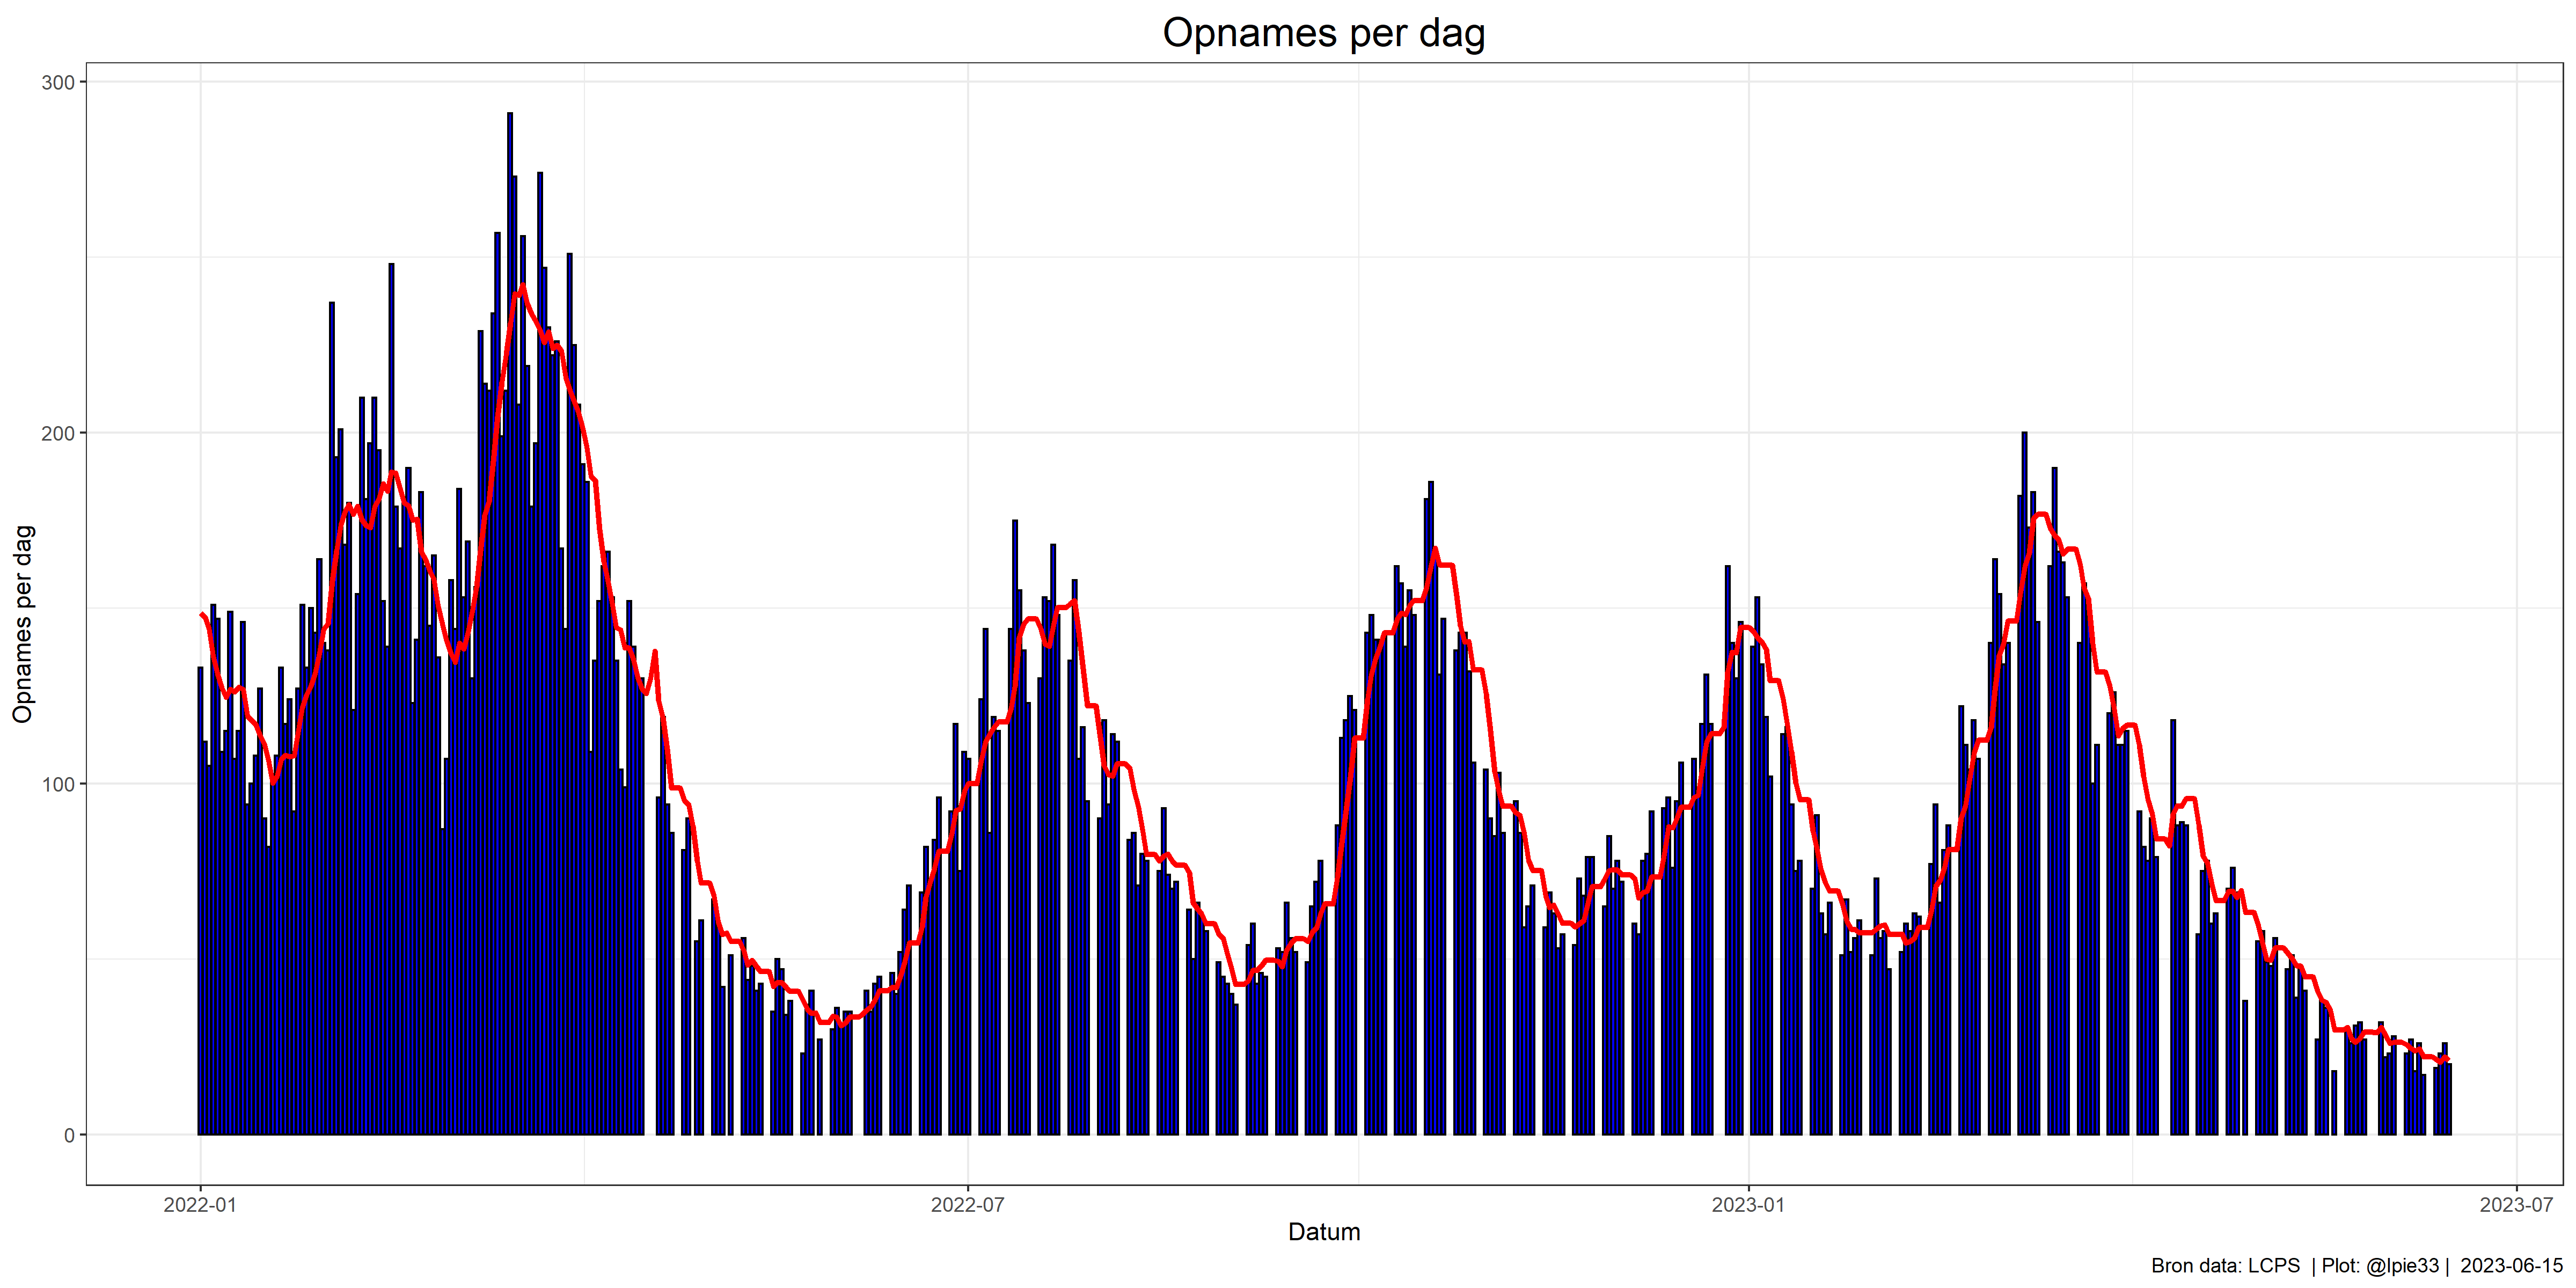 Opnames per dag
Opnames per dag
300
200
100
0
2022-01
2022-07
2023-01
2023-07
Datum
Bron data: LCPS | Plot: @lpie33 | 2023-06-15